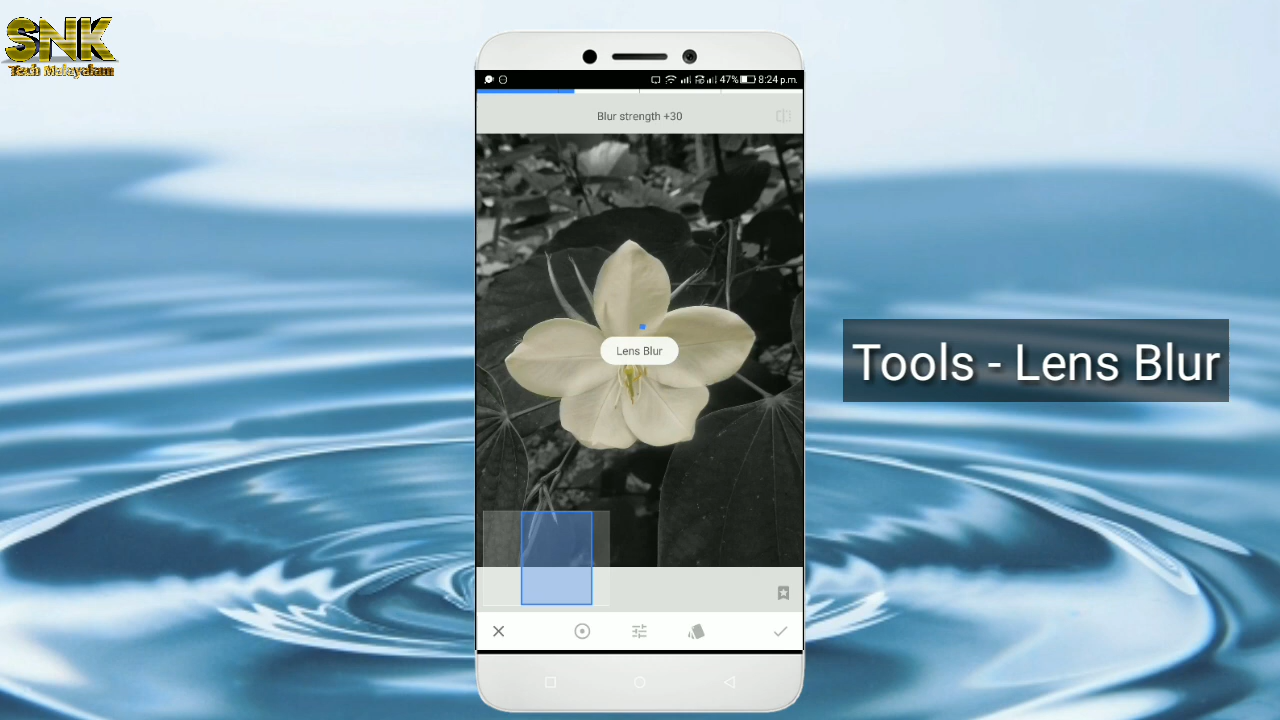 SNK
Tech Malayalam
47% 8:24 p.m.
Blur strength +30
Lens Blur
Tools - Lens Blur